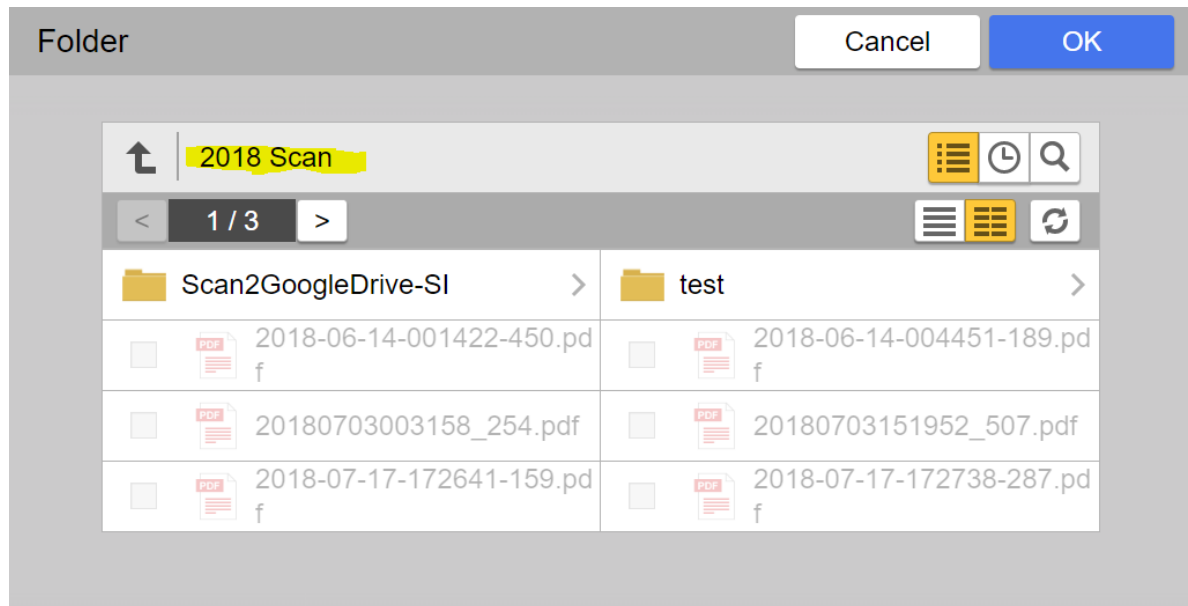 Folder
Cancel
OK
2018 Scan
<
1 / 3
>
Scan2GoogleDrive-SI
test
PDF
2018-06-14-001422-450.pd
f
PDF
2018-06-14-004451-189.pd
f
PDF
20180703003158_254.pdf
PDF
20180703151952_507.pdf
PDF
2018-07-17-172641-159.pd
f
PDF
2018-07-17-172738-287.pd
f